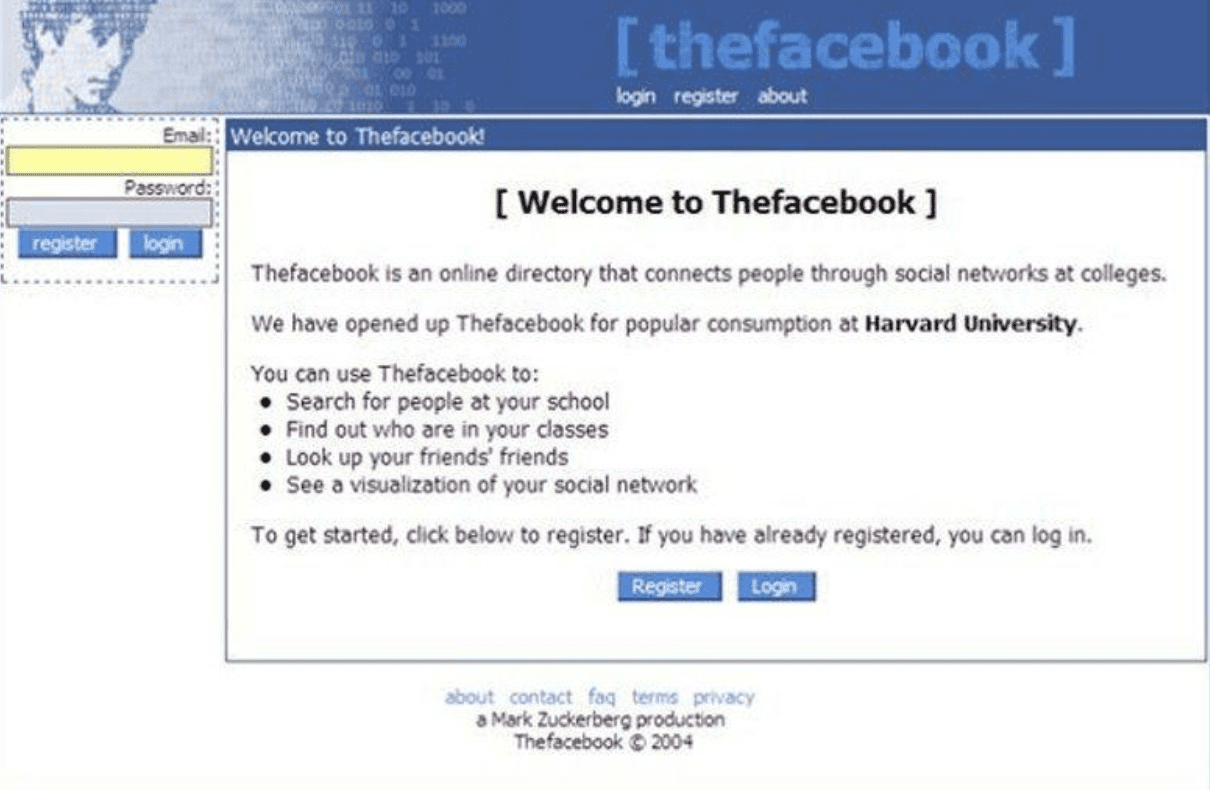 [ thefacebook ]
login register about
Email:
Password:
register login
Welcome to Thefacebook!
[ Welcome to Thefacebook ]
Thefacebook is an online directory that connects people through social networks at colleges.
We have opened up Thefacebook for popular consumption at Harvard University.
You can use Thefacebook to:
• Search for people at your school
• Find out who are in your classes
• Look up your friends' friends
• See a visualization of your social network
To get started, click below to register. If you have already registered, you can log in.
Register Login
about contact faq terms privacy
a Mark Zuckerberg production
Thefacebook © 2004